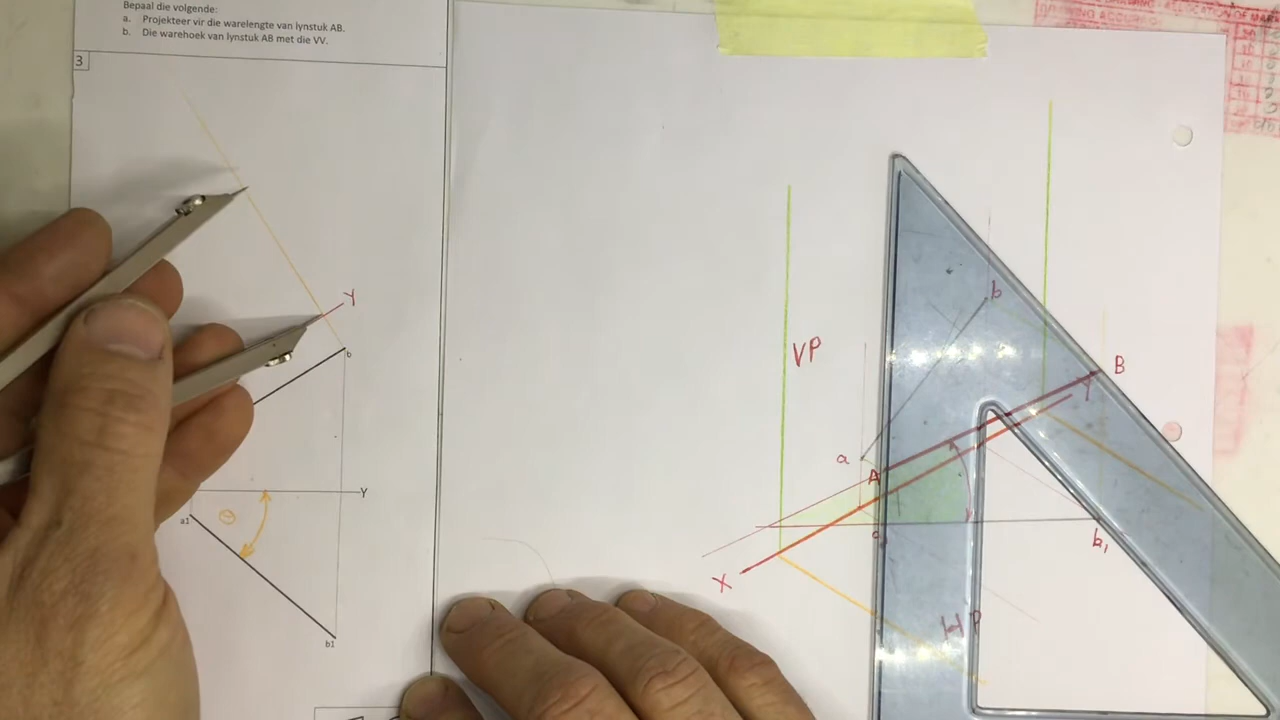 Bepaal die volgende:
a. Projekteer vir die warelengte van lynstuk AB.
b. Die warehoek van lynstuk AB met die VV.
3
Y
b
Y
a1
b1
VP
b
B
Y
a
A
b₁
X
HP